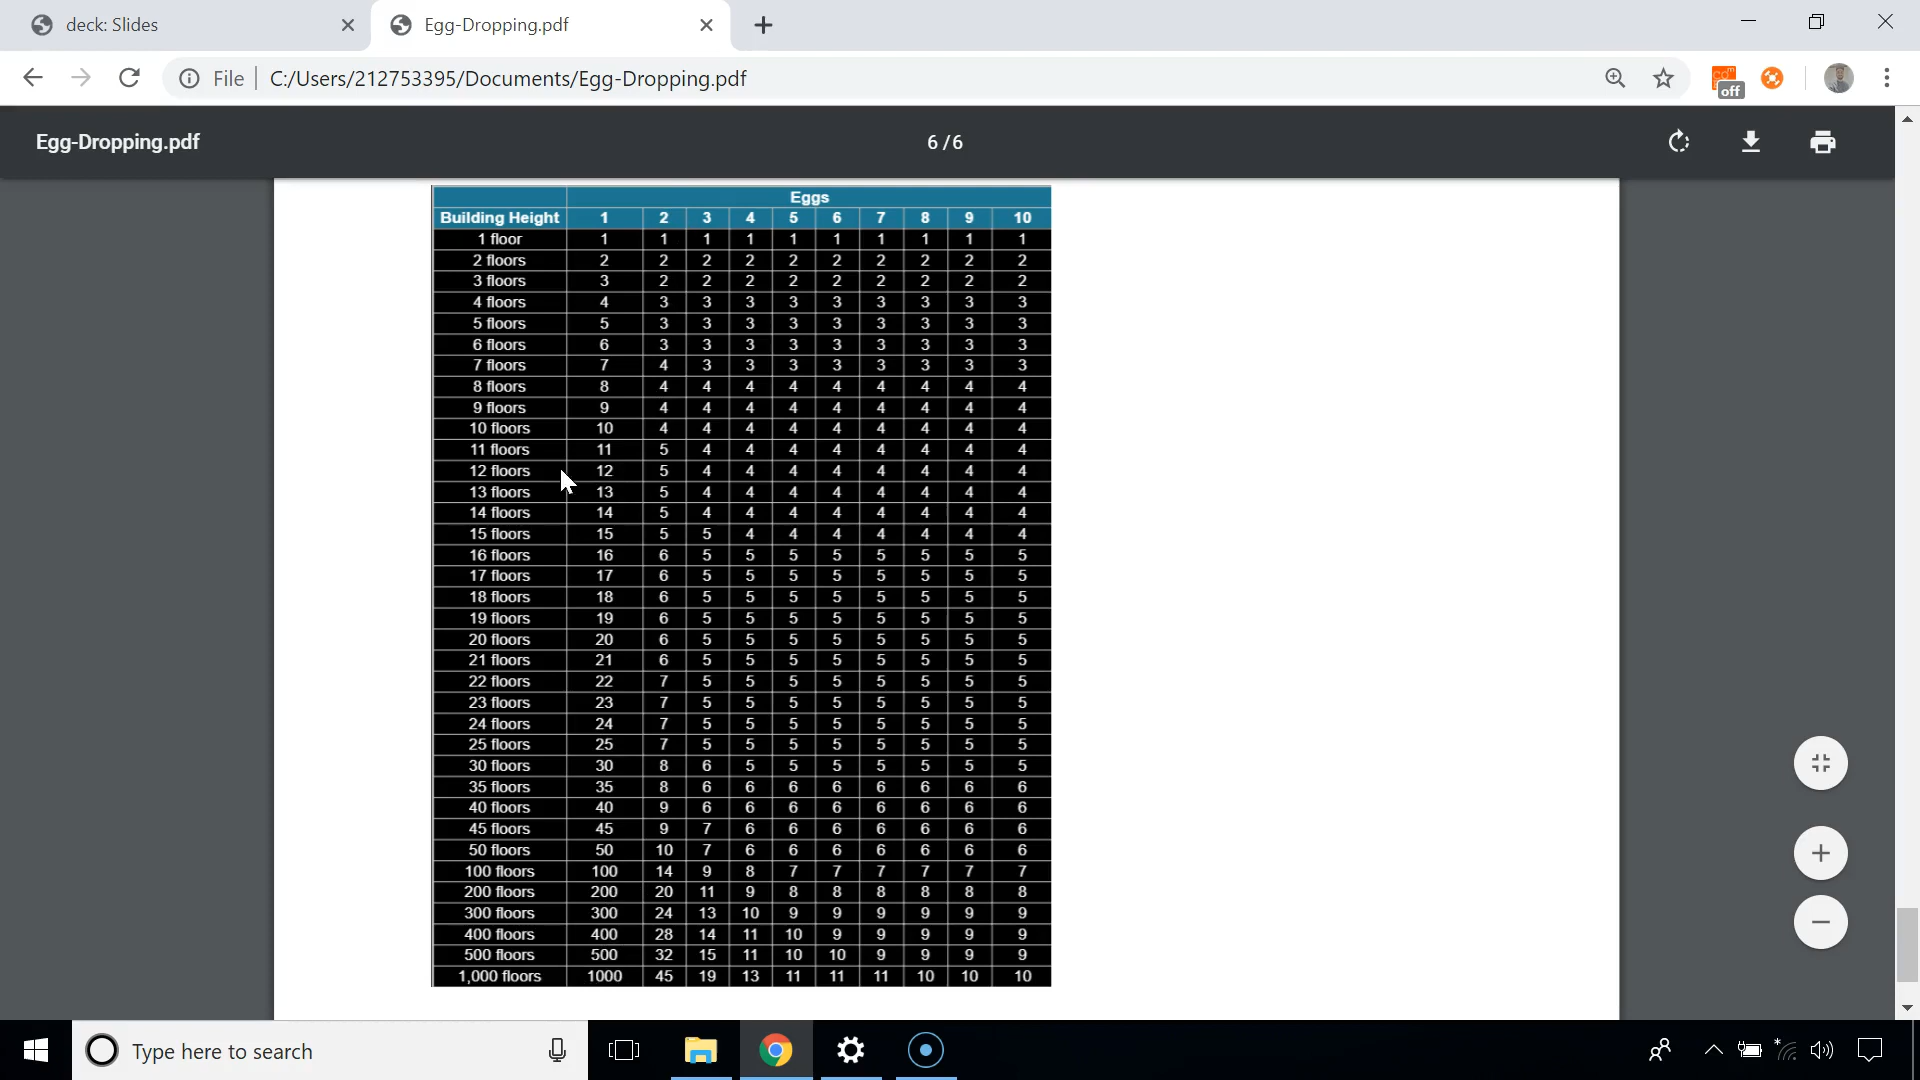 deck: Slides
Egg-Dropping.pdf
File C:/Users/212753395/Documents/Egg-Dropping.pdf
off
Egg-Dropping.pdf 6 / 6
Eggs
Building Height 1 2 3 4 5 6 7 8 9 10
1 floor 1 1 1 1 1 1 1 1 1 1
2 floors 2 2 2 2 2 2 2 2 2 2
3 floors 3 2 2 2 2 2 2 2 2 2
4 floors 4 3 3 3 3 3 3 3 3 3
5 floors 5 3 3 3 3 3 3 3 3 3
6 floors 6 3 3 3 3 3 3 3 3 3
7 floors 7 4 3 3 3 3 3 3 3 3
8 floors 8 4 4 4 4 4 4 4 4 4
9 floors 9 4 4 4 4 4 4 4 4 4
10 floors 10 4 4 4 4 4 4 4 4 4
11 floors 11 5 4 4 4 4 4 4 4 4
12 floors 12 5 4 4 4 4 4 4 4 4
13 floors 13 5 4 4 4 4 4 4 4 4
14 floors 14 5 4 4 4 4 4 4 4 4
15 floors 15 5 5 4 4 4 4 4 4 4
16 floors 16 6 5 5 5 5 5 5 5 5
17 floors 17 6 5 5 5 5 5 5 5 5
18 floors 18 6 5 5 5 5 5 5 5 5
19 floors 19 6 5 5 5 5 5 5 5 5
20 floors 20 6 5 5 5 5 5 5 5 5
21 floors 21 6 5 5 5 5 5 5 5 5
22 floors 22 7 5 5 5 5 5 5 5 5
23 floors 23 7 5 5 5 5 5 5 5 5
24 floors 24 7 5 5 5 5 5 5 5 5
25 floors 25 7 5 5 5 5 5 5 5 5
30 floors 30 8 6 5 5 5 5 5 5 5
35 floors 35 8 6 6 6 6 6 6 6 6
40 floors 40 9 6 6 6 6 6 6 6 6
45 floors 45 9 7 6 6 6 6 6 6 6
50 floors 50 10 7 6 6 6 6 6 6 6
100 floors 100 14 9 8 7 7 7 7 7 7
200 floors 200 20 11 9 8 8 8 8 8 8
300 floors 300 24 13 10 9 9 9 9 9 9
400 floors 400 28 14 11 10 9 9 9 9 9
500 floors 500 32 15 11 10 10 9 9 9 9
1,000 floors 1000 45 19 13 11 11 11 10 10 10
Type here to search